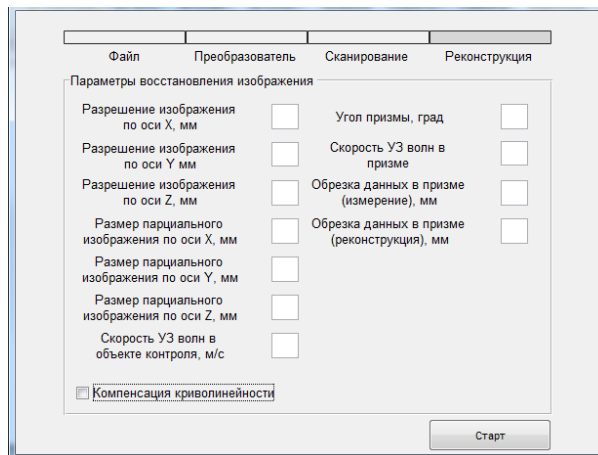 Файл
Преобразователь
Сканирование
Реконструкция
Параметры восстановления изображения
Разрешение изображения
по оси X, мм
Разрешение изображения
по оси Y мм
Разрешение изображения
по оси Z, мм
Размер парциального
изображения по оси X, мм
Размер парциального
изображения по оси Y, мм
Размер парциального
изображения по оси Z, мм
Скорость УЗ волн в
объекте контроля, м/с
Угол призмы, град
Скорость УЗ волн в
призме
Обрезка данных в призме
(измерение), мм
Обрезка данных в призме
(реконструкция), мм
Компенсация криволинейности
Старт